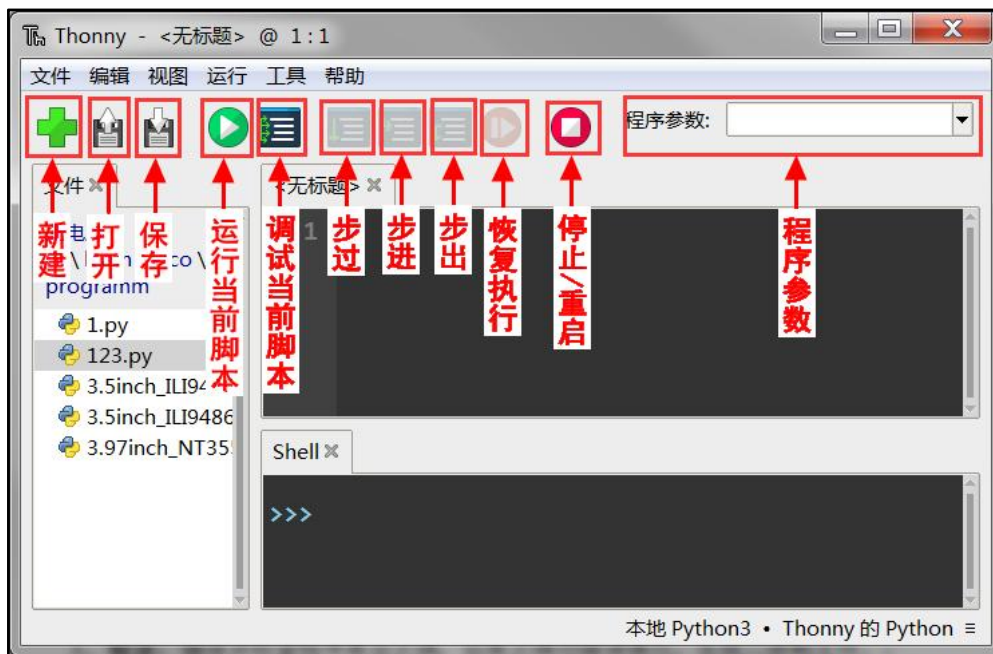 Thonny - <无标题> @ 1:1
文件 编辑 视图 运行 工具 帮助
程序参数:
文件
<无标题>
新建
打开
保存
运行当前脚本
调试当前脚本
步过
步进
步出
恢复执行
停止/重启
程序参数
1
programm
1.py
123.py
3.5inch_ILI94
3.5inch_ILI9486
3.97inch_NT35
Shell
>>>
本地 Python3 • Thonny 的 Python ≡